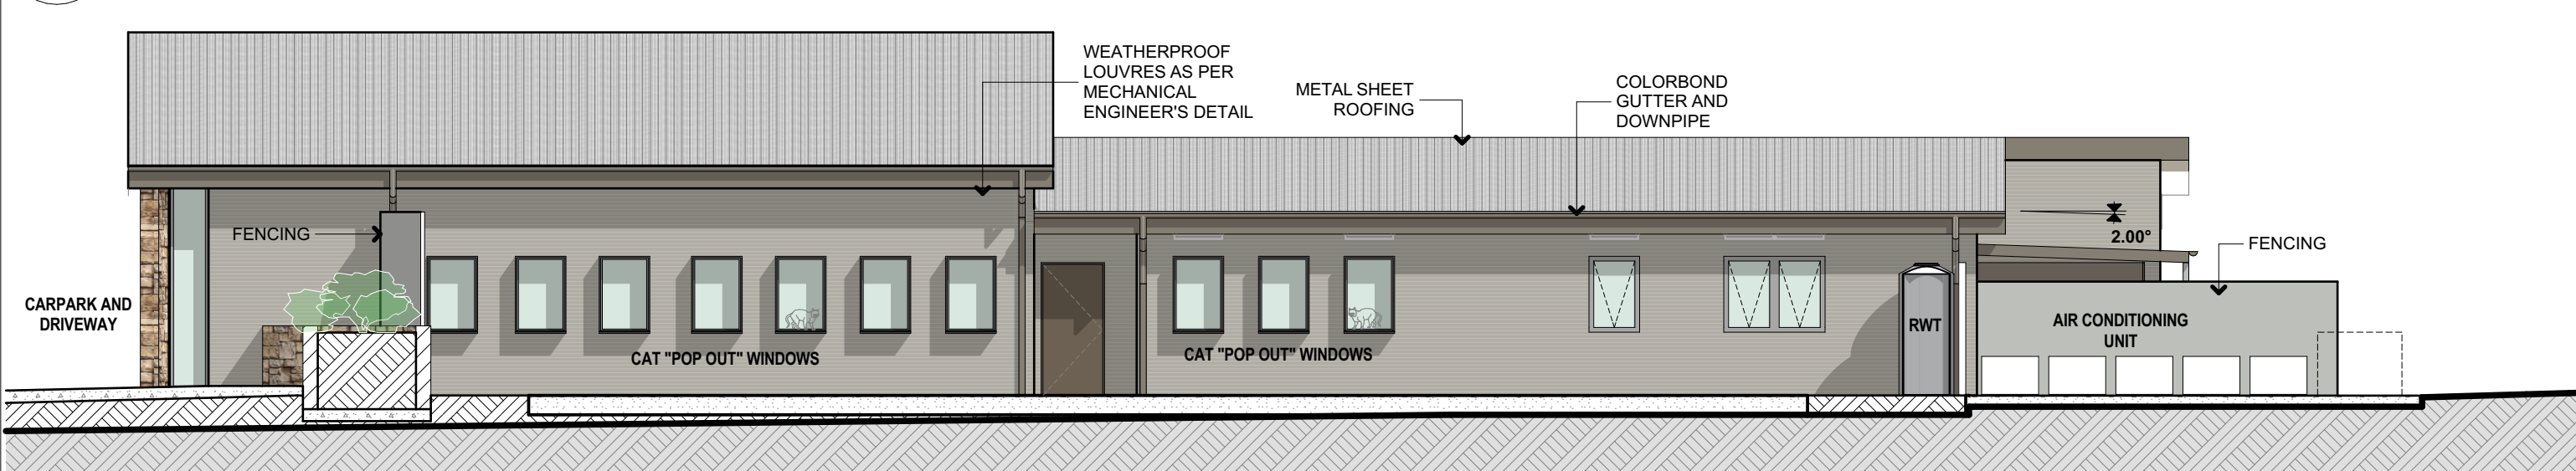 WEATHERPROOF
LOUVRES AS PER
MECHANICAL
ENGINEER'S DETAIL
METAL SHEET
ROOFING
COLORBOND
GUTTER AND
DOWNPIPE
FENCING
2.00°
FENCING
CARPARK AND
DRIVEWAY
CAT "POP OUT" WINDOWS
CAT "POP OUT" WINDOWS
RWT
AIR CONDITIONING
UNIT